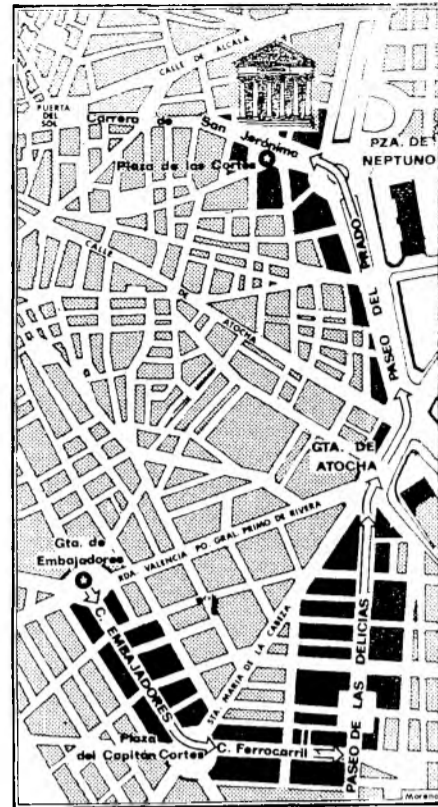 CALLE DE ALCALA
PUERTA
DEL
SOL
Carrera de San Jerónimo
PZA. DE
NEPTUNO
Plaza de las Cortes
CALLE DE ATOCHA
PASEO DEL PRADO
GTA. DE
ATOCHA
Gta. de
Embajadores
RDA. VALENCIA PO GRAL. PRIMO DE RIVERA
C. EMBAJADORES
STA. MARIA DE LA CABEZA
PASEO DE LAS DELICIAS
Plaza
del Capitán Cortes
C. Ferrocarril
Moreno